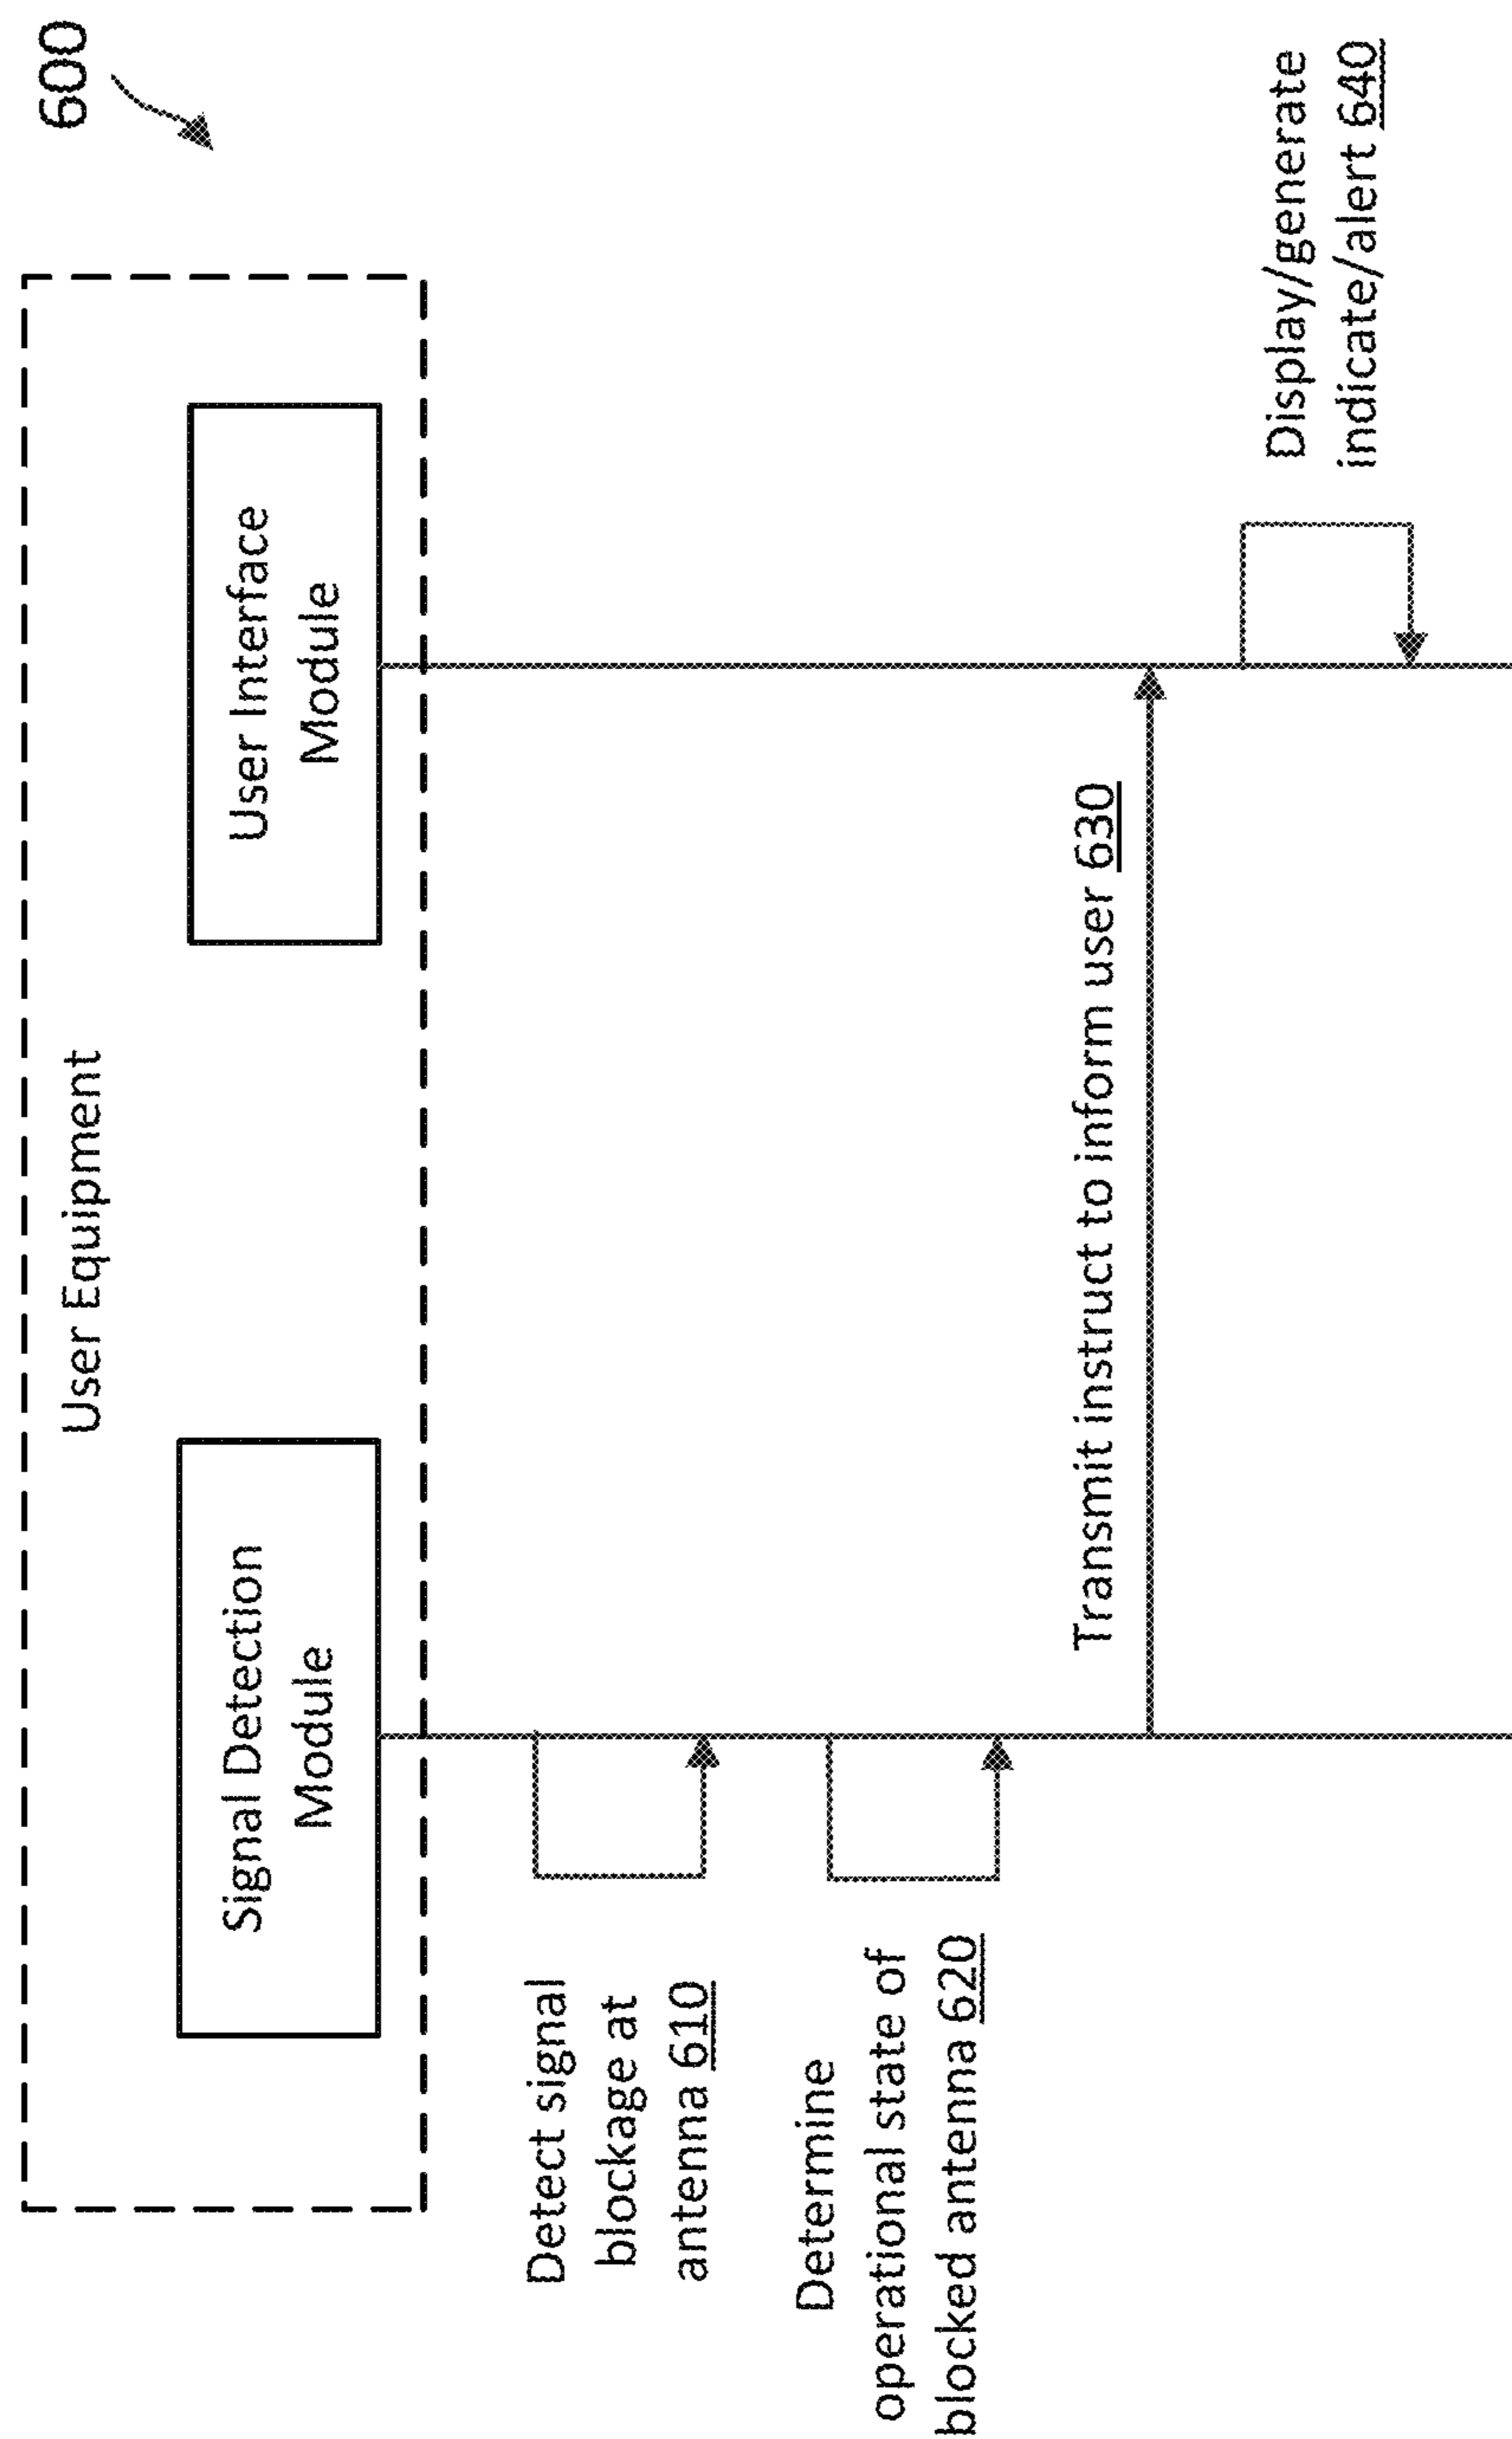 600
User Equipment
Signal Detection
Module
User Interface
Module
Detect signal
blockage at
antenna 610
Determine
operational state of
blocked antenna 620
Transmit instruct to inform user 630
Display/generate
indicate/alert 640